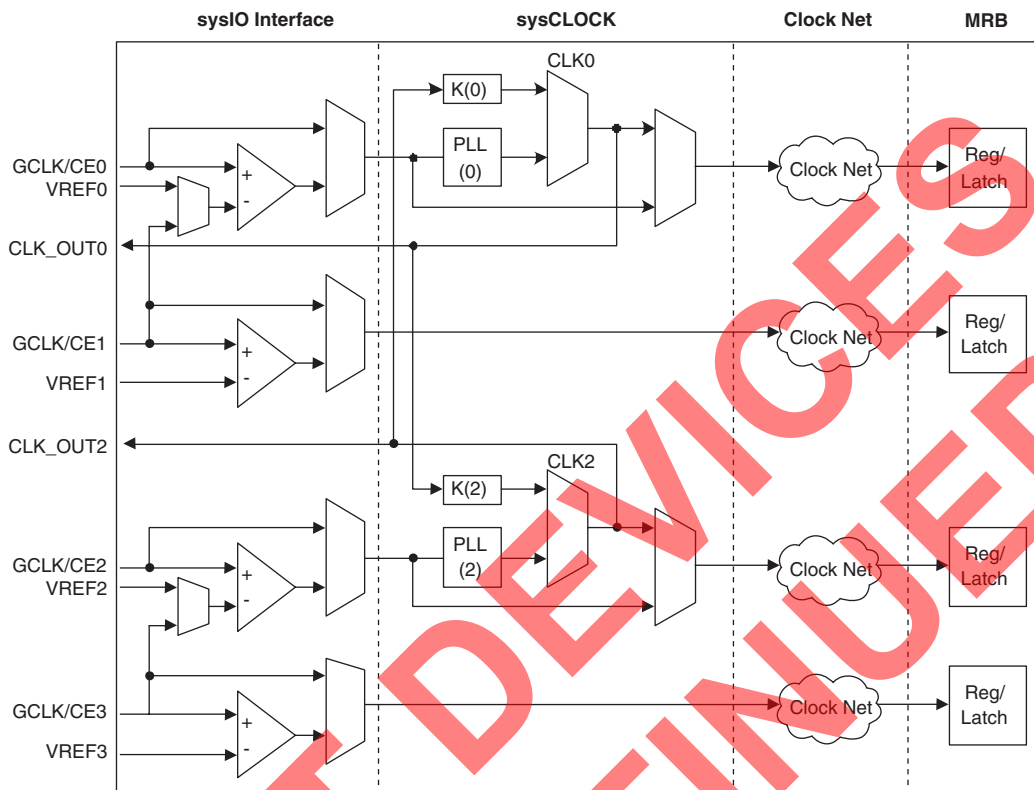 sysIO Interface
sysCLOCK
Clock Net
MRB
CLK0
K(0)
PLL
(0)
GCLK/CE0
VREF0
+
-
Clock Net
Reg/
Latch
CLK_OUT0
GCLK/CE1
VREF1
+
-
Clock Net
Reg/
Latch
CLK_OUT2
CLK2
K(2)
PLL
(2)
GCLK/CE2
VREF2
+
-
Clock Net
Reg/
Latch
GCLK/CE3
VREF3
+
-
Clock Net
Reg/
Latch
DEVICES